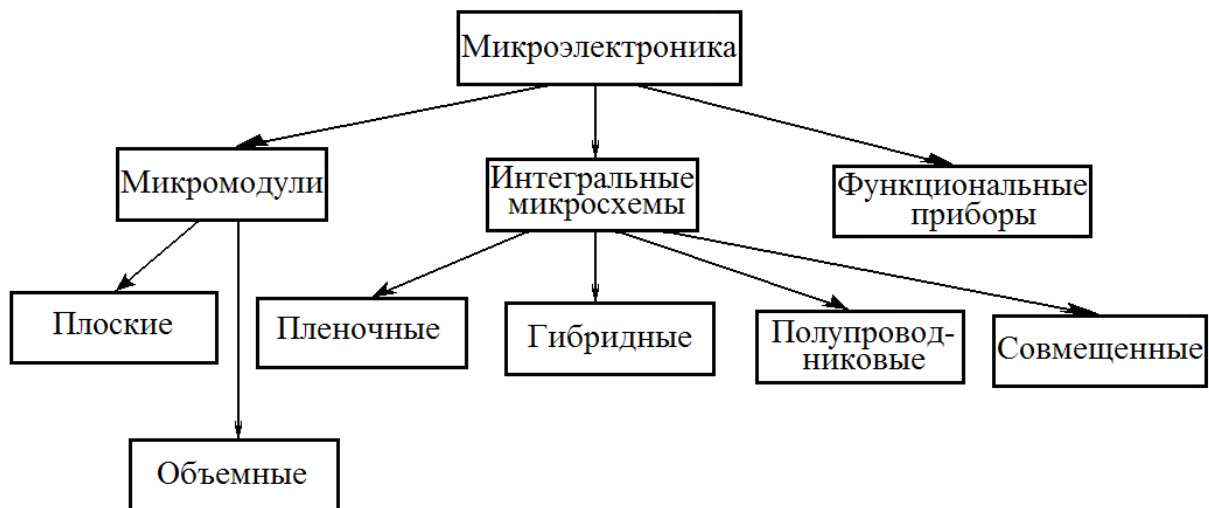 Микроэлектроника
Микромодули
Интегральные
микросхемы
Функциональные
приборы
Плоские
Пленочные
Гибридные
Полупровод-
никовые
Совмещенные
Объемные